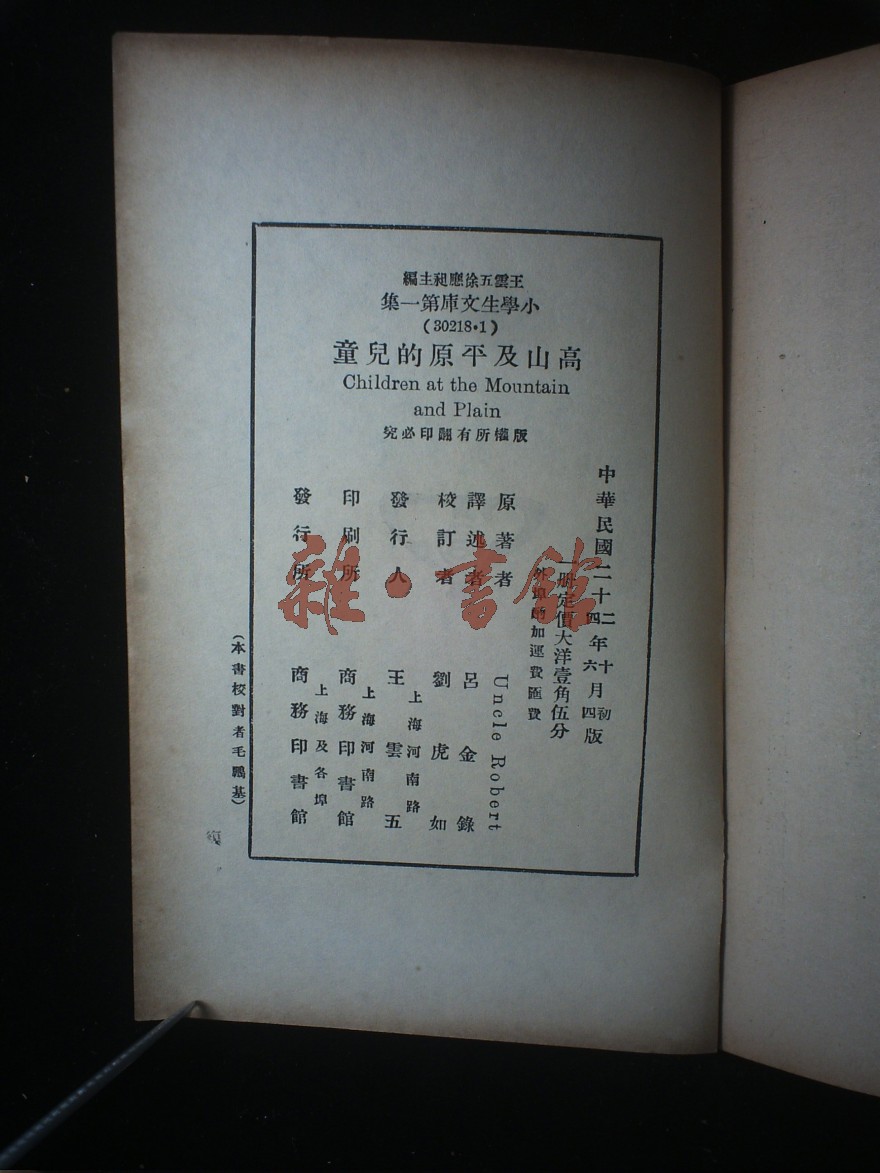 王雲五徐應昶主編
小學生文庫第一集
(30218•1)
高山及平原的兒童
Children at the Mountain
and Plain
版權所有翻印必究
中華民國二十二四年十六月初四版
一册定價大洋壹角伍分
外埠酌加運費匯費
原著者 Uncle Robert
譯述者 呂金錄
校訂者 劉虎如
上海河南路
發行人 王雲五
上海河南路
印刷所 商務印書館
上海及各埠
發行所 商務印書館
(本書校對者毛鵬基)
雜·書館